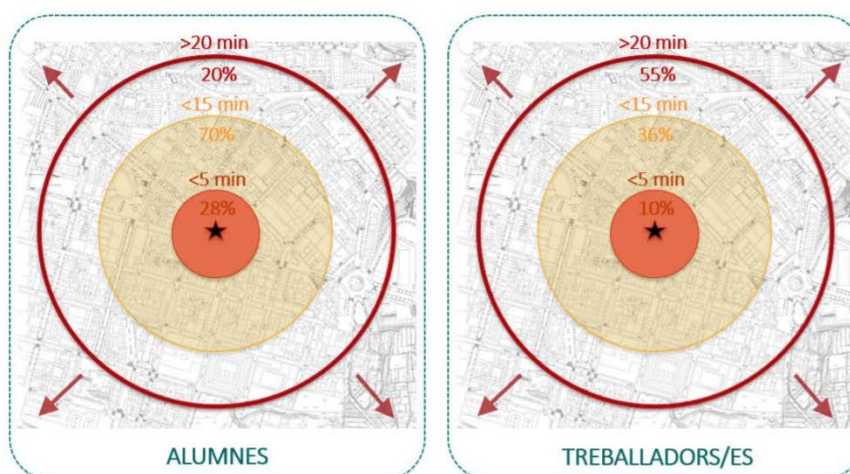 >20 min
20%
<15 min
70%
<5 min
28%
ALUMNES
>20 min
55%
<15 min
36%
<5 min
10%
TREBALLADORS/ES